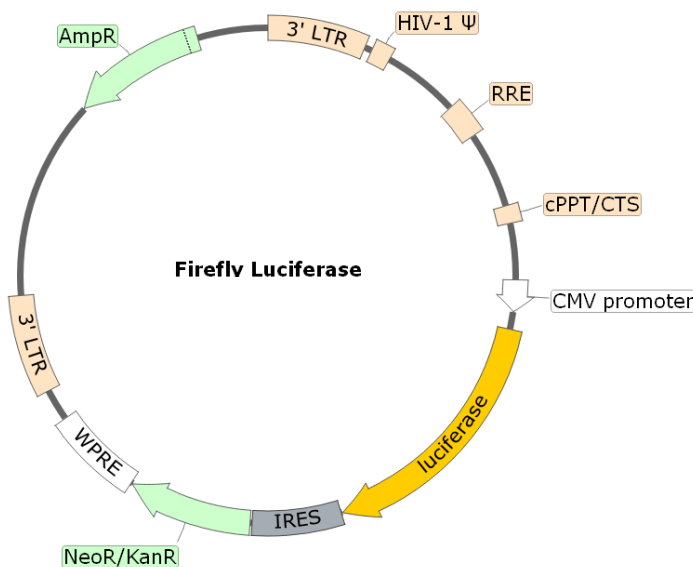 3' LTR
HIV-1 Ψ
AmpR
RRE
cPPT/CTS
Firefly Luciferase
CMV promoter
3' LTR
luciferase
WPRE
IRES
NeoR/KanR